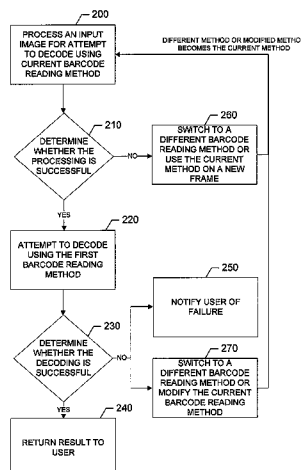 200
PROCESS AN INPUT
IMAGE FOR ATTEMPT
TO DECODE USING
CURRENT BARCODE
READING METHOD
DIFFERENT METHOD OR MODIFIED METHO
BECOMES THE CURRENT METHOD
210
DETERMINE
WHETHER THE
PROCESSING IS
SUCCESSFUL
NO
260
SWITCH TO A
DIFFERENT BARCODE
READING METHOD OR
USE THE CURRENT
METHOD ON A NEW
FRAME
YES
220
ATTEMPT TO DECODE
USING THE FIRST
BARCODE READING
METHOD
250
NOTIFY USER OF
FAILURE
230
DETERMINE
WHETHER THE
DECODING IS
SUCCESSFUL
NO
270
SWITCH TO A
DIFFERENT BARCODE
READING METHOD OR
MODIFY THE CURRENT
BARCODE READING
METHOD
YES
240
RETURN RESULT TO
USER